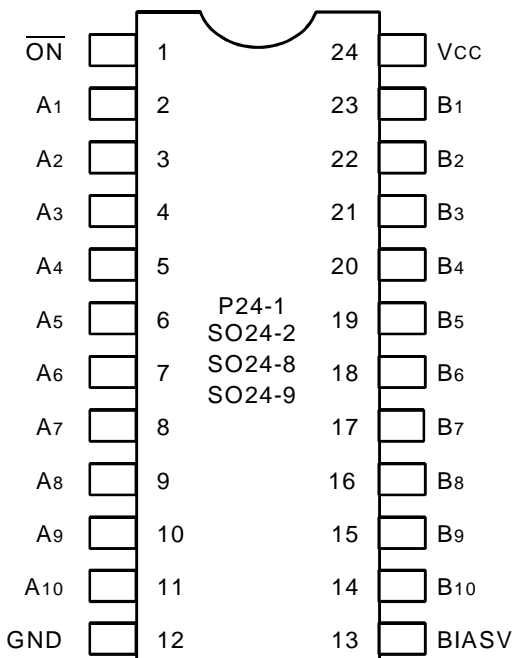 ON 1 24 VCC
A1 2 23 B1
A2 3 22 B2
A3 4 21 B3
A4 5 20 B4
P24-1
A5 6 19 B5
SO24-2
SO24-8
A6 7 18 B6
SO24-9
A7 8 17 B7
A8 9 16 B8
A9 10 15 B9
A10 11 14 B10
GND 12 13 BIASV